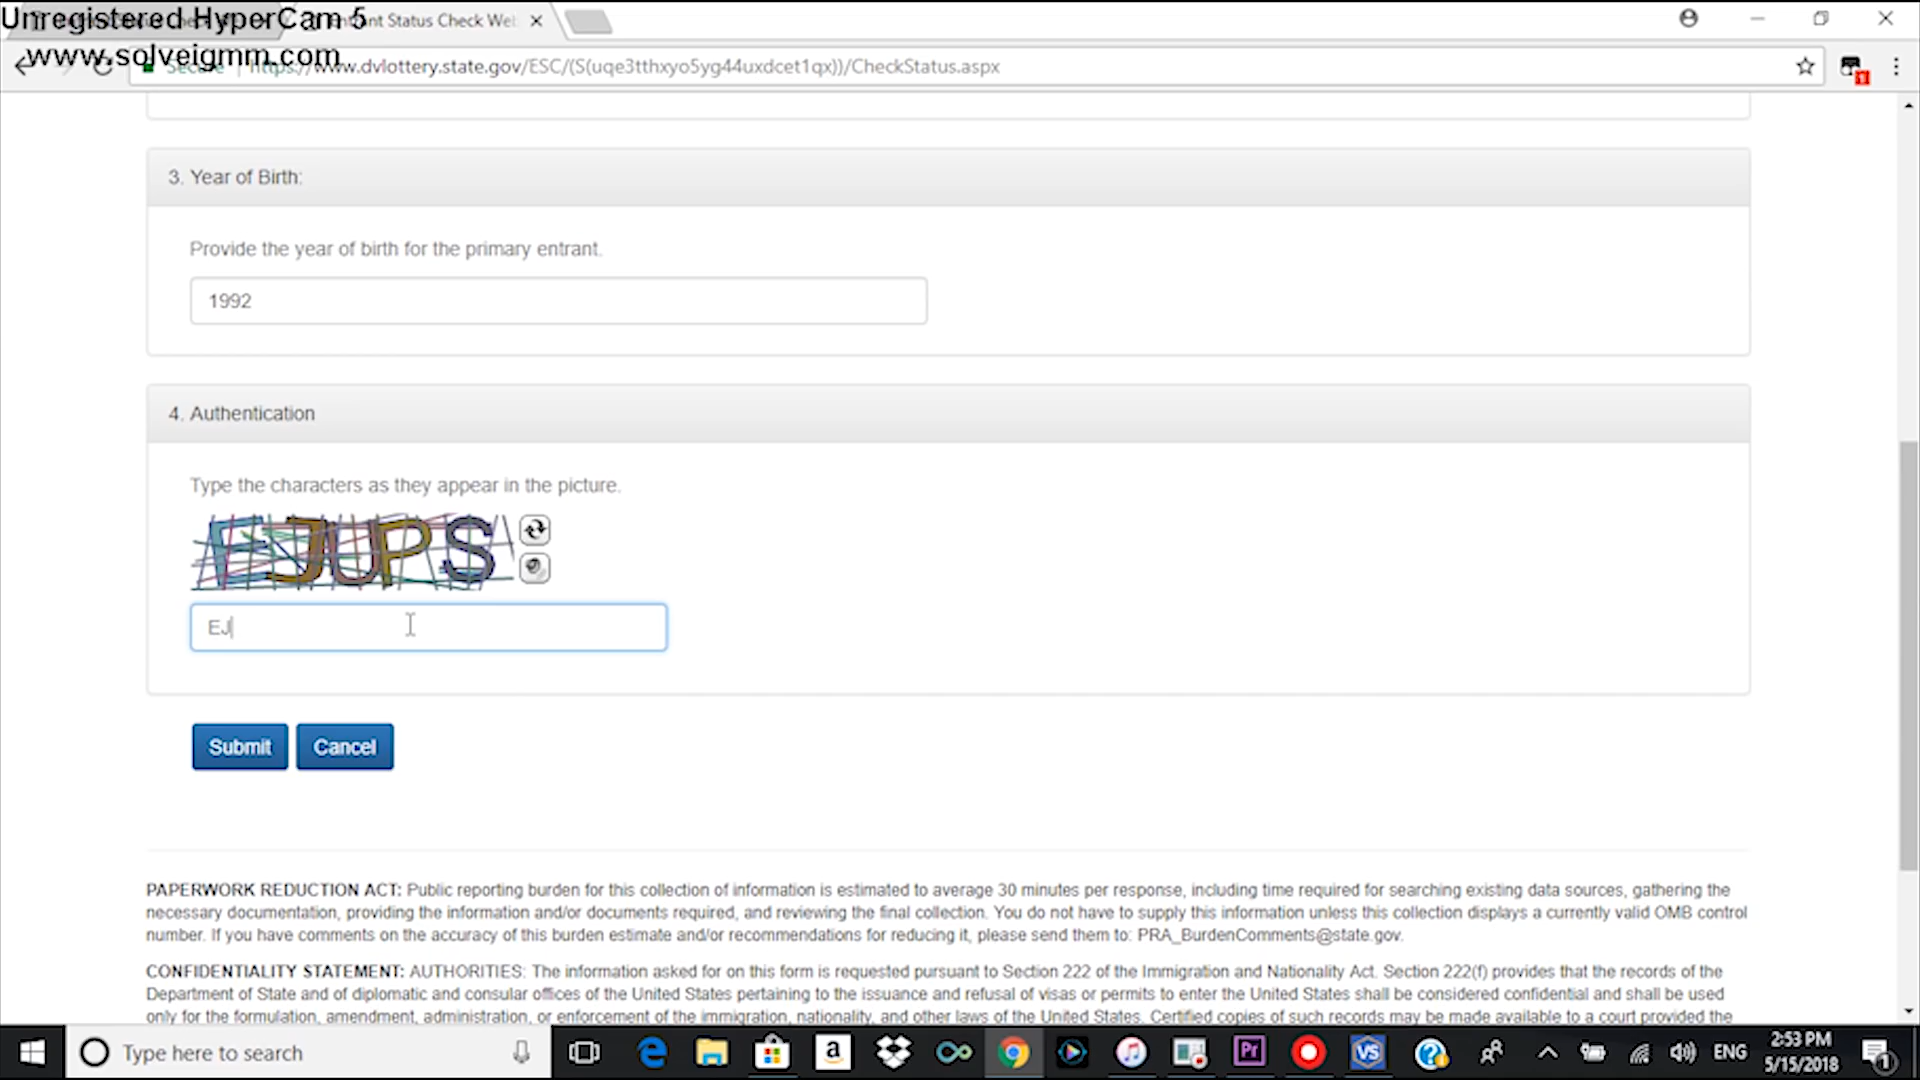 Unregistered HyperCam 5
Entrant Status Check We
www.solveigmm.com
Secure https://www.dvlottery.state.gov/ESC/(S(uqe3tthxyo5yg44uxdcet1qx))/CheckStatus.aspx
3. Year of Birth:
Provide the year of birth for the primary entrant.
1992
4. Authentication
Type the characters as they appear in the picture.
EJUPS
EJ
Submit Cancel
PAPERWORK REDUCTION ACT: Public reporting burden for this collection of information is estimated to average 30 minutes per response, including time required for searching existing data sources, gathering the
necessary documentation, providing the information and/or documents required, and reviewing the final collection. You do not have to supply this information unless this collection displays a currently valid OMB control
number. If you have comments on the accuracy of this burden estimate and/or recommendations for reducing it, please send them to: PRA_BurdenComments@state.gov.
CONFIDENTIALITY STATEMENT: AUTHORITIES: The information asked for on this form is requested pursuant to Section 222 of the Immigration and Nationality Act. Section 222(f) provides that the records of the
Department of State and of diplomatic and consular offices of the United States pertaining to the issuance and refusal of visas or permits to enter the United States shall be considered confidential and shall be used
only for the formulation, amendment, administration, or enforcement of the immigration, nationality, and other laws of the United States. Certified copies of such records may be made available to a court provided the
Type here to search
a
Pr
VS
ENG
2:53 PM
5/15/2018
1